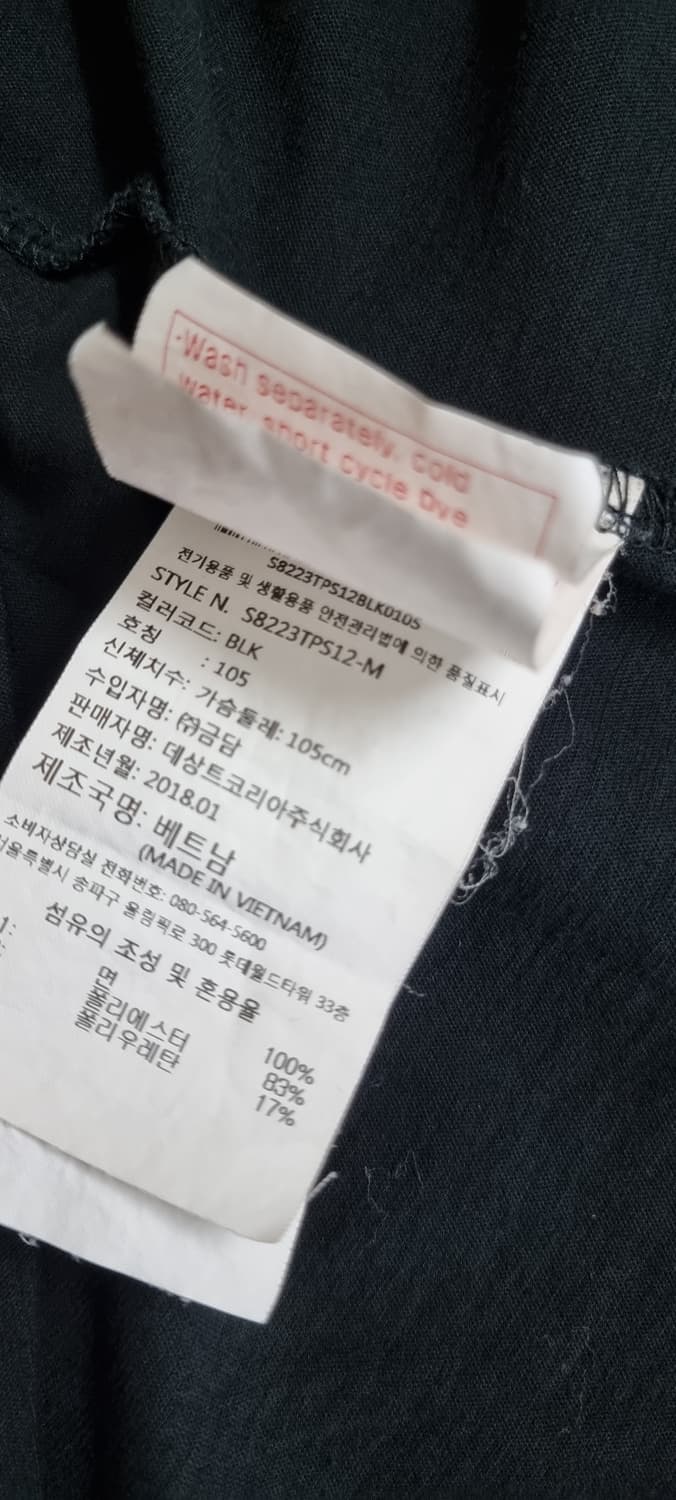 -Wash separately, cold
water, short cycle Dye
S8223TPS12BLK0105
전기용품 및 생활용품 안전관리법에 의한 품질표시
STYLE N. S8223TPS12-M
컬러코드: BLK
호칭 : 105
신체치수: 가슴둘레: 105cm
수입자명: ㈜금담
판매자명: 데상트코리아주식회사
제조년월: 2018.01
제조국명: 베트남
(MADE IN VIETNAM)
소비자상담실 전화번호: 080-564-5600
서울특별시 송파구 올림픽로 300 롯데월드타워 33층
섬유의 조성 및 혼용율
1: 면 100%
폴리에스터 83%
폴리우레탄 17%